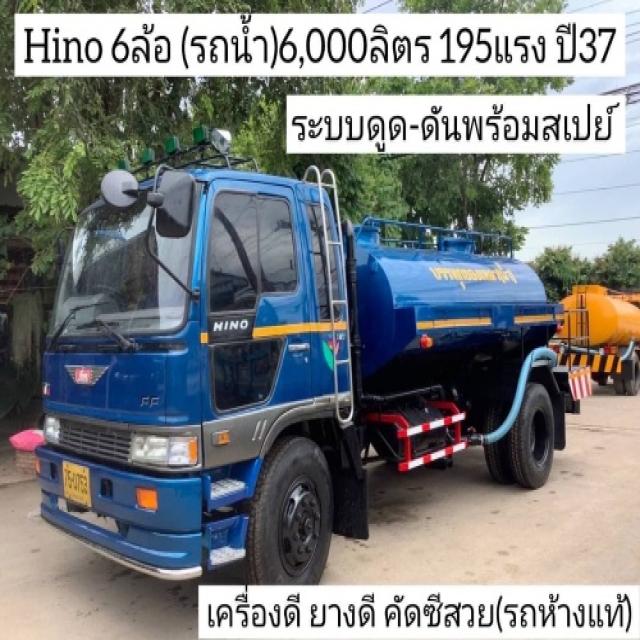 Hino 6ล้อ (รถน้ำ)6,000ลิตร 195แรง ปี37
ระบบดูด-ดันพร้อมสเปย์
HINO
FF
เครื่องดี ยางดี คัดซีสวย(รถห้างแท้)